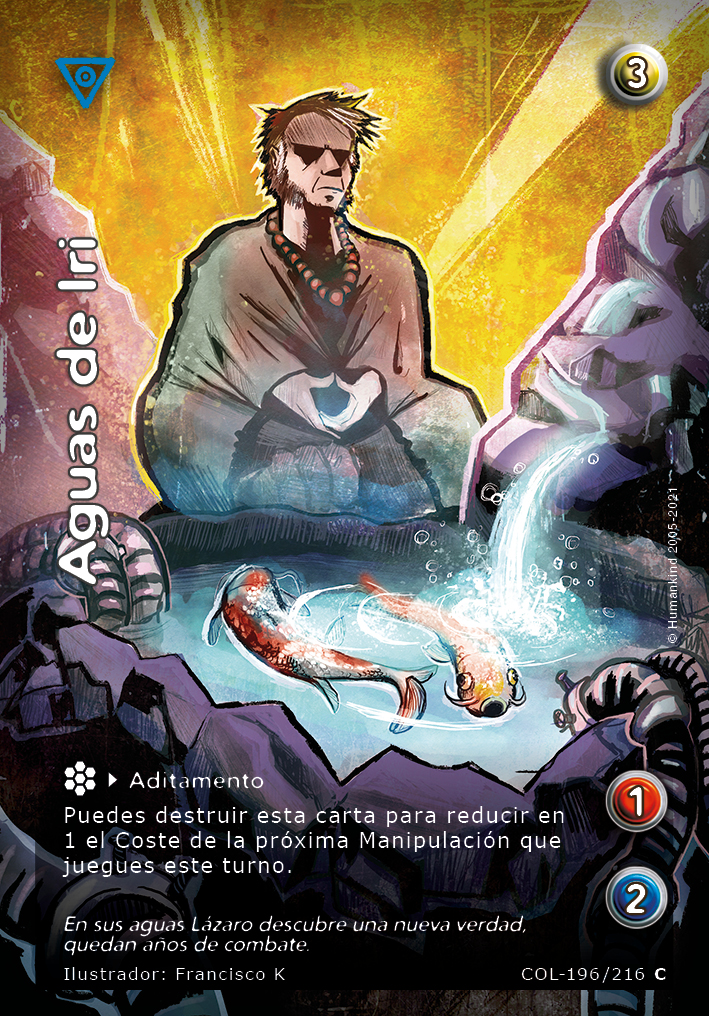 3
Aguas de Iri
© Humankind 2005-2021
Aditamento
Puedes destruir esta carta para reducir en
1 el Coste de la próxima Manipulación que
juegues este turno.
1
2
En sus aguas Lázaro descubre una nueva verdad,
quedan años de combate.
Ilustrador: Francisco K
COL-196/216 C